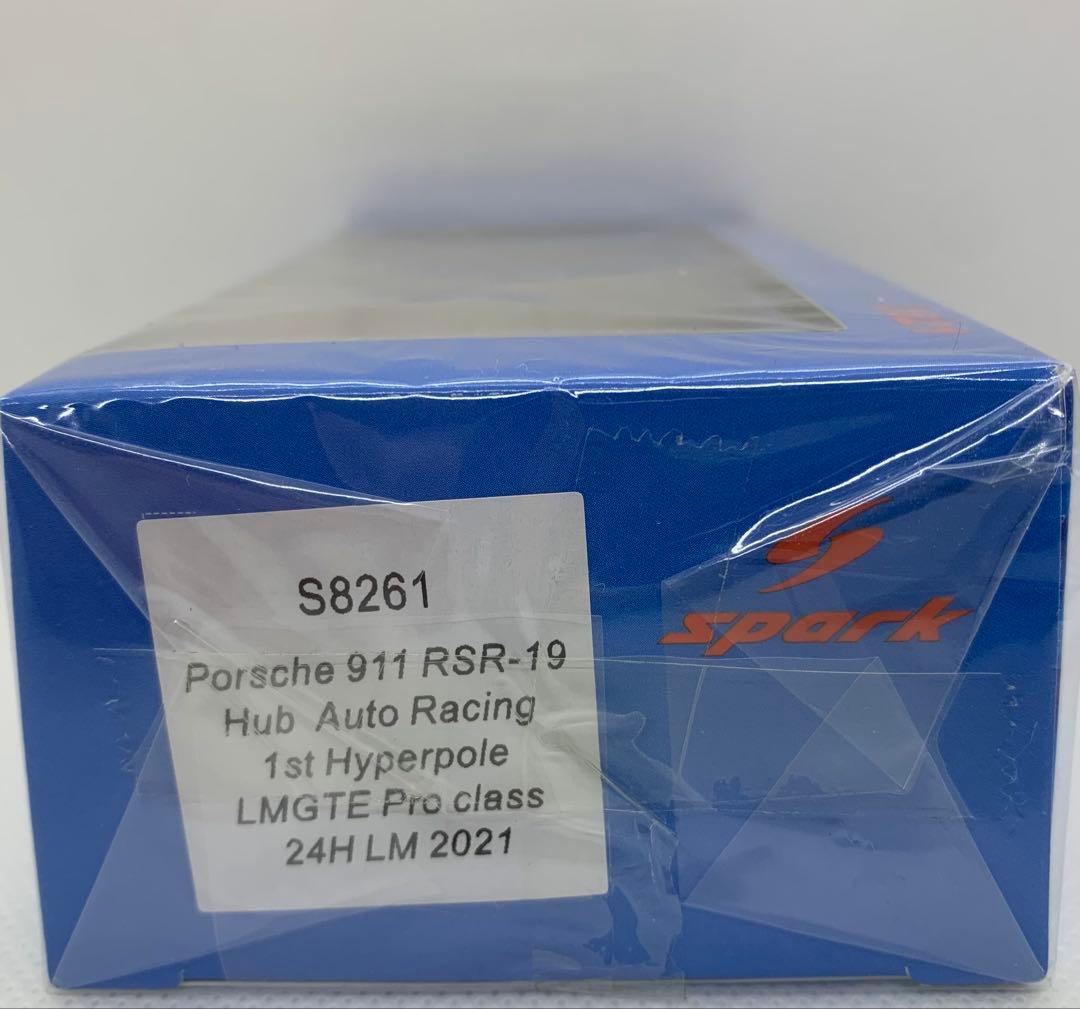 S8261
Porsche 911 RSR-19
Hub Auto Racing
1st Hyperpole
LMGTE Pro class
24H LM 2021
spark